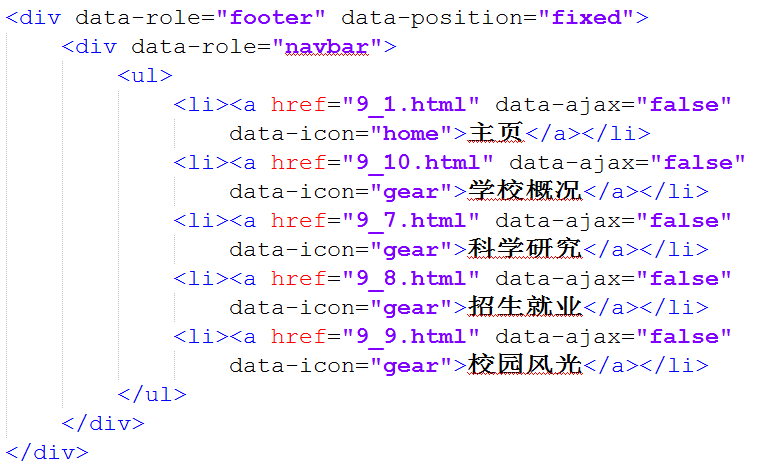 <div data-role="footer" data-position="fixed">
<div data-role="navbar">
<ul>
<li><a href="9_1.html" data-ajax="false"
data-icon="home">主页</a></li>
<li><a href="9_10.html" data-ajax="false"
data-icon="gear">学校概况</a></li>
<li><a href="9_7.html" data-ajax="false"
data-icon="gear">科学研究</a></li>
<li><a href="9_8.html" data-ajax="false"
data-icon="gear">招生就业</a></li>
<li><a href="9_9.html" data-ajax="false"
data-icon="gear">校园风光</a></li>
</ul>
</div>
</div>